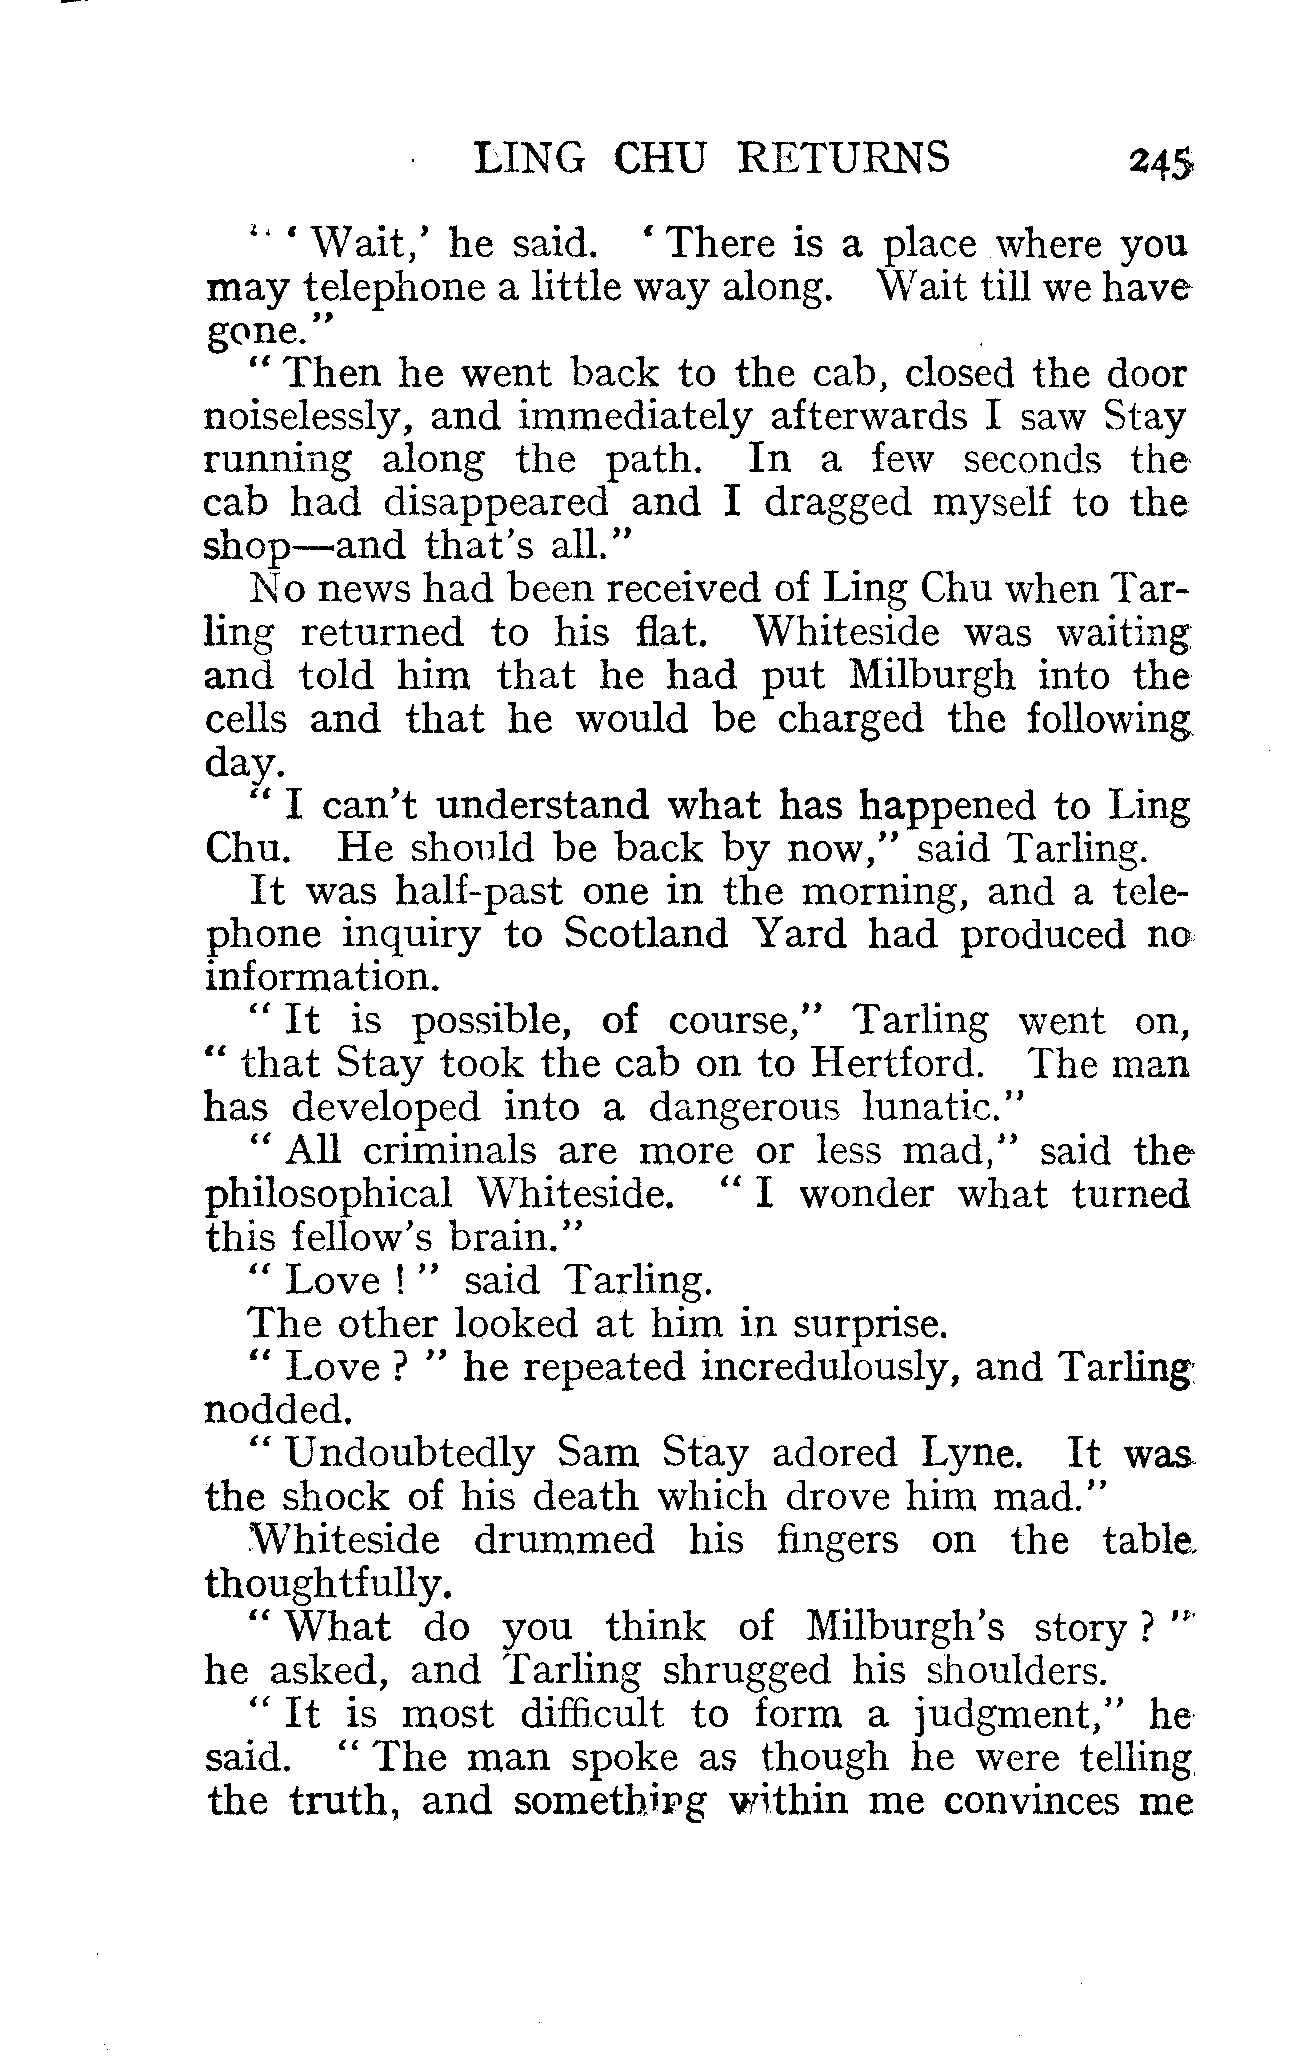 LING CHU RETURNS 245
" ' Wait,' he said. ' There is a place where you
may telephone a little way along. Wait till we have
gone."
" Then he went back to the cab, closed the door
noiselessly, and immediately afterwards I saw Stay
running along the path. In a few seconds the
cab had disappeared and I dragged myself to the
shop—and that's all."
No news had been received of Ling Chu when Tar-
ling returned to his flat. Whiteside was waiting
and told him that he had put Milburgh into the
cells and that he would be charged the following
day.
" I can't understand what has happened to Ling
Chu. He should be back by now," said Tarling.
It was half-past one in the morning, and a tele-
phone inquiry to Scotland Yard had produced no
information.
" It is possible, of course," Tarling went on,
" that Stay took the cab on to Hertford. The man
has developed into a dangerous lunatic."
" All criminals are more or less mad," said the
philosophical Whiteside. " I wonder what turned
this fellow's brain."
" Love ! " said Tarling.
The other looked at him in surprise.
" Love ? " he repeated incredulously, and Tarling
nodded.
" Undoubtedly Sam Stay adored Lyne. It was
the shock of his death which drove him mad."
Whiteside drummed his fingers on the table
thoughtfully.
" What do you think of Milburgh's story ? "
he asked, and Tarling shrugged his shoulders.
" It is most difficult to form a judgment," he
said. " The man spoke as though he were telling
the truth, and something within me convinces me